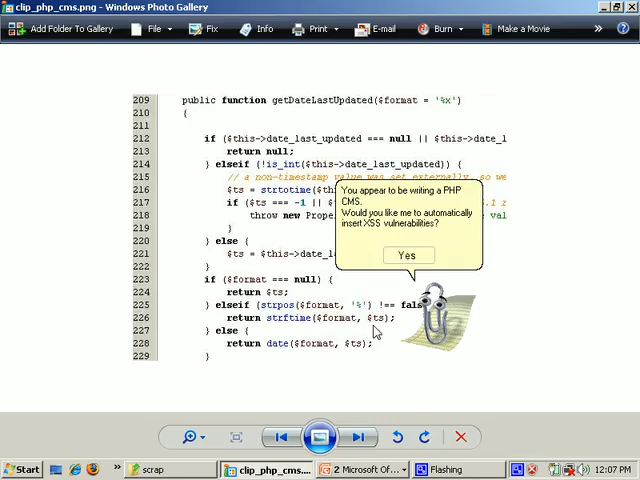 clip_php_cms.png - Windows Photo Gallery
Add Folder To Gallery File Fix Info Print E-mail Burn Make a Movie »
209 public function getDateLastUpdated($format = '%x')
210 {
211
212 if ($this->date_last_updated === null || $this->date_l
213 return null;
214 } elseif (!is_int($this->date_last_updated)) {
215 // a non-timestamp value was set externally, so we
216 $ts = strtotime($th
217 if ($ts === -1 ||
218 throw new Prope
219 }
220 } else {
221 $ts = $this->date_l
222 }
223 if ($format === null) {
224 return $ts;
225 } elseif (strpos($format, '%') !== fals
226 return strftime($format, $ts);
227 } else {
228 return date($format, $ts);
229 }
You appear to be writing a PHP
CMS.
Would you like me to automatically
insert XSS vulnerabilities?
Yes
Start » scrap clip_php_cms.... 2 Microsoft Of... Flashing 12:07 PM